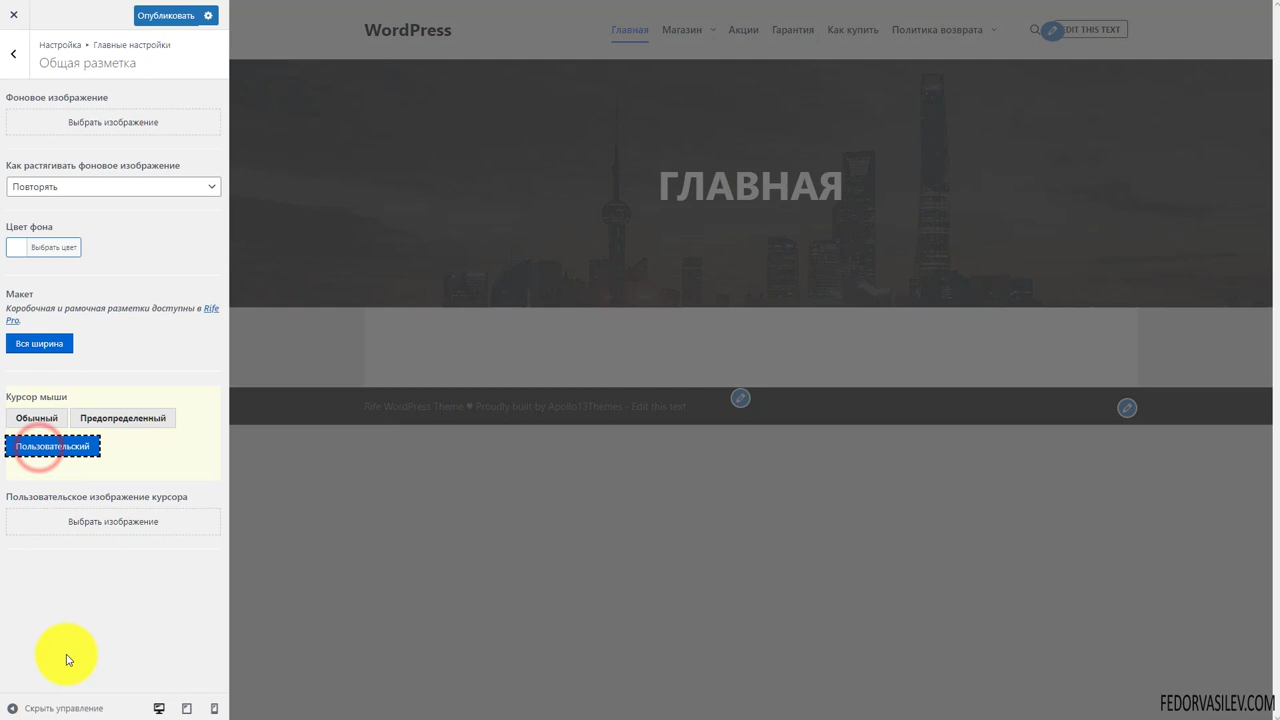 Опубликовать
Настройка ▸ Главные настройки
Общая разметка
Фоновое изображение
Выбрать изображение
Как растягивать фоновое изображение
Повторять
Цвет фона
Выбрать цвет
Макет
Коробочная и рамочная разметки доступны в Rife
Pro.
Вся ширина
Курсор мыши
Обычный
Предопределенный
Пользовательский
Пользовательское изображение курсора
Выбрать изображение
Скрыть управление
WordPress
Главная
Магазин
Акции
Гарантия
Как купить
Политика возврата
EDIT THIS TEXT
ГЛАВНАЯ
Rife WordPress Theme ♥ Proudly built by Apollo13Themes - Edit this text
FEDORVASILEV.COM